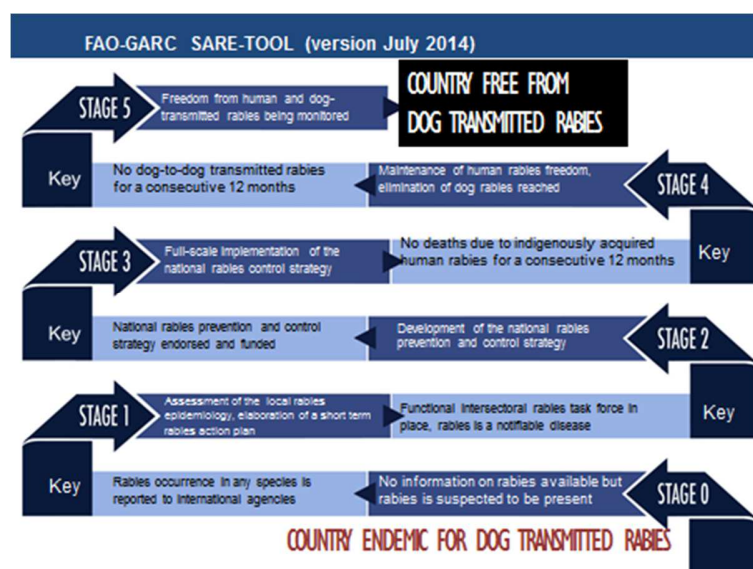 FAO-GARC SARE-TOOL (version July 2014)
STAGE 5
Freedom from human and dog-
transmitted rabies being monitored
COUNTRY FREE FROM
DOG TRANSMITTED RABIES
Key
No dog-to-dog transmitted rabies
for a consecutive 12 months
Maintenance of human rabies freedom,
elimination of dog rabies reached
STAGE 4
STAGE 3
Full-scale implementation of the
national rabies control strategy
No deaths due to indigenously acquired
human rabies for a consecutive 12 months
Key
Key
National rabies prevention and control
strategy endorsed and funded
Development of the national rabies
prevention and control strategy
STAGE 2
STAGE 1
Assessment of the local rabies
epidemiology, elaboration of a short term
rabies action plan
Functional intersectoral rabies task force in
place, rabies is a notifiable disease
Key
Key
Rabies occurrence in any species is
reported to international agencies
No information on rabies available but
rabies is suspected to be present
STAGE 0
COUNTRY ENDEMIC FOR DOG TRANSMITTED RABIES